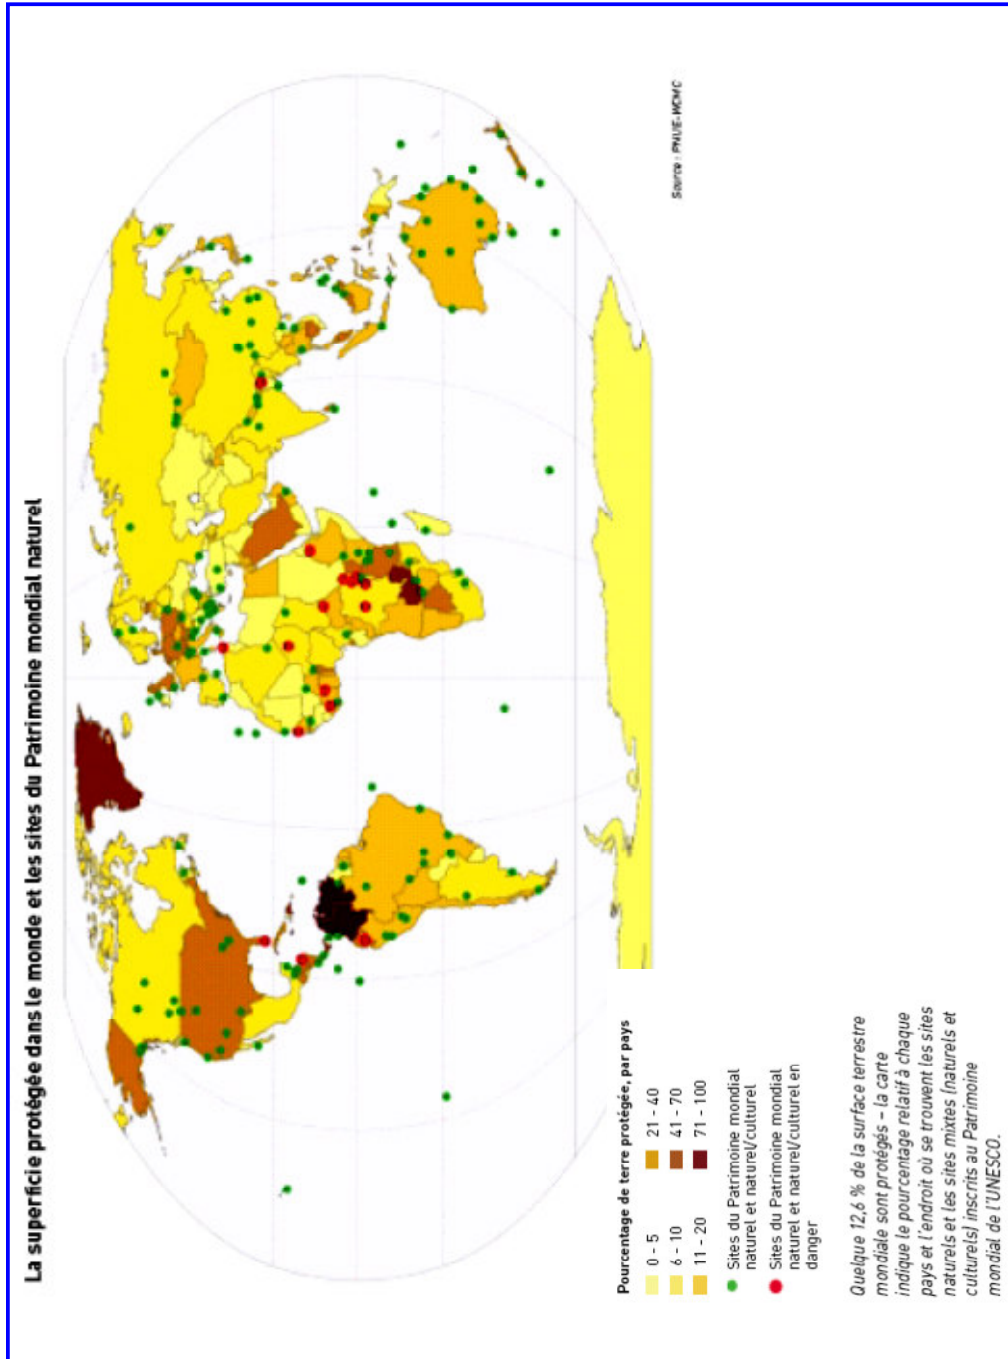 La superficie protégée dans le monde et les sites du Patrimoine mondial naturel
Source : PNUE-WCMC
Pourcentage de terre protégée, par pays
0 - 5
6 - 10
11 - 20
21 - 40
41 - 70
71 - 100
Sites du Patrimoine mondial
naturel et naturel/culturel
Sites du Patrimoine mondial
naturel et naturel/culturel en
danger
Quelque 12,6 % de la surface terrestre
mondiale sont protégés – la carte
indique le pourcentage relatif à chaque
pays et l'endroit où se trouvent les sites
naturels et les sites mixtes (naturels et
culturels) inscrits au Patrimoine
mondial de l'UNESCO.